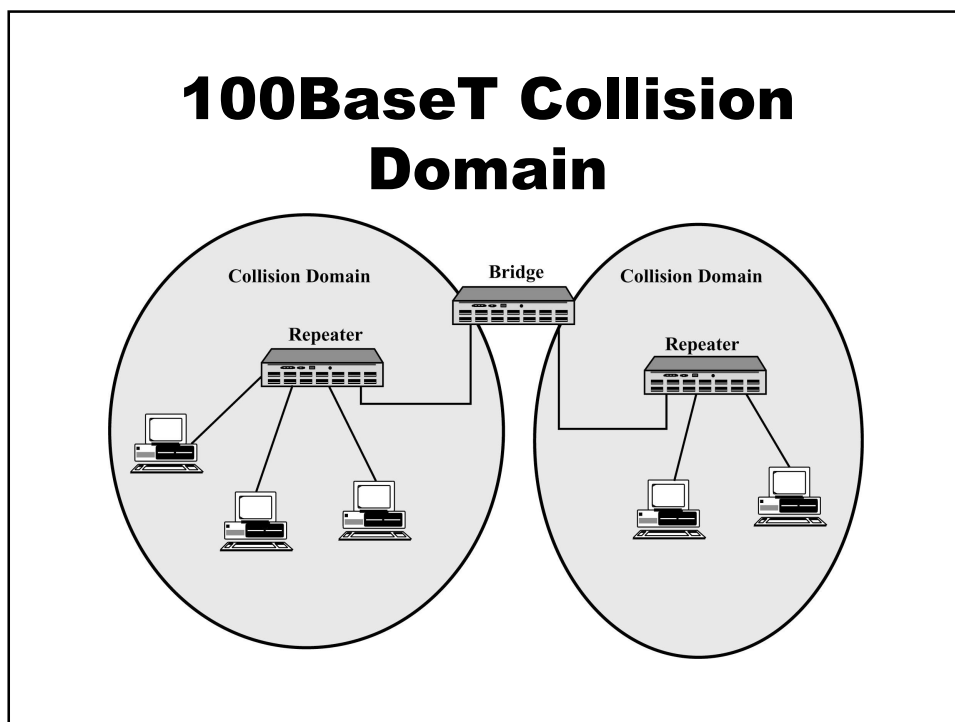 100BaseT Collision
Domain
Collision Domain
Bridge
Collision Domain
Repeater
Repeater